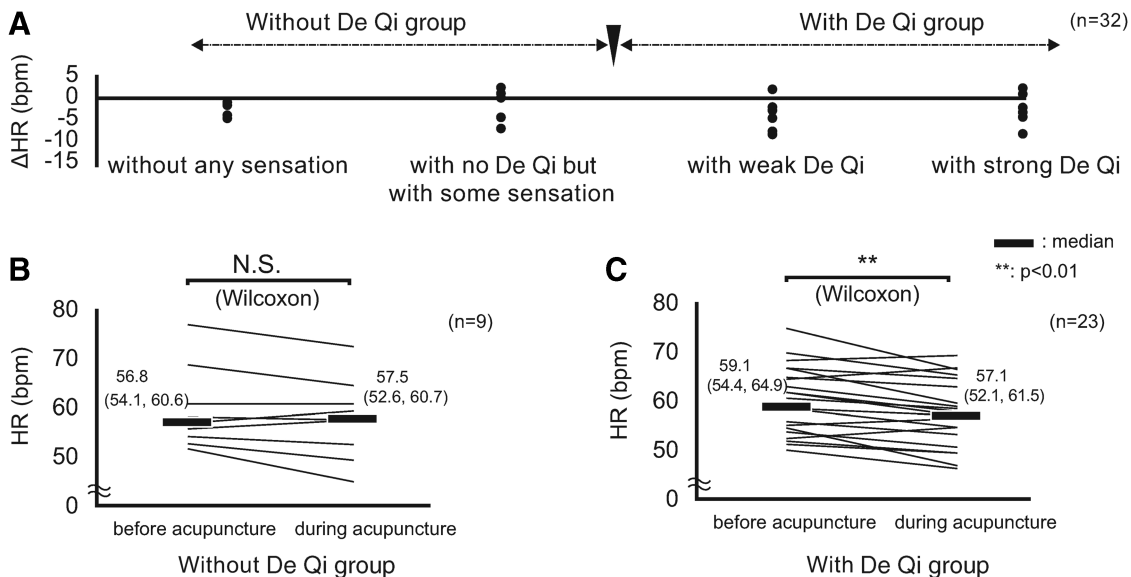 A
Without De Qi group
With De Qi group
(n=32)
ΔHR (bpm)
5
0
-5
-10
-15
without any sensation
with no De Qi but
with some sensation
with weak De Qi
with strong De Qi
: median
**: p<0.01
B
N.S.
(Wilcoxon)
(n=9)
HR (bpm)
80
70
60
50
0
56.8
(54.1, 60.6)
57.5
(52.6, 60.7)
before acupuncture
during acupuncture
Without De Qi group
C
**
(Wilcoxon)
(n=23)
HR (bpm)
80
70
60
50
0
59.1
(54.4, 64.9)
57.1
(52.1, 61.5)
before acupuncture
during acupuncture
With De Qi group